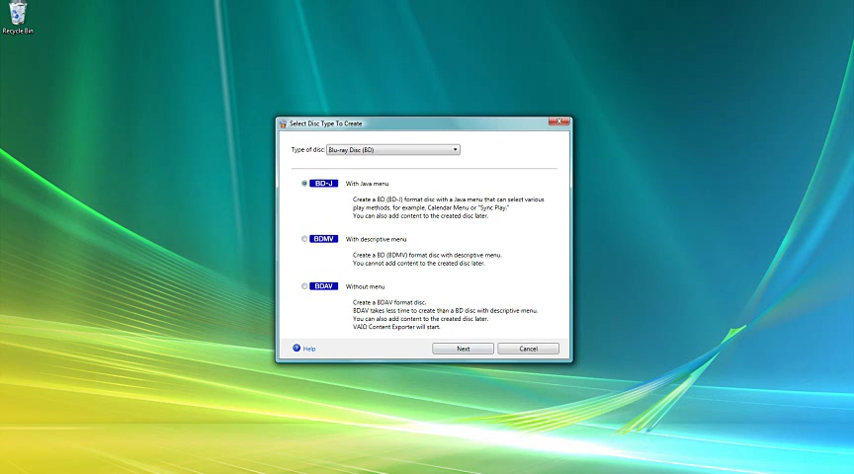 Recycle Bin
Select Disc Type To Create
Type of disc: Blu-ray Disc (BD)
BD-J With Java menu
Create a BD (BD-J) format disc with a Java menu that can select various
play methods, for example, Calendar Menu or "Sync Play."
You can also add content to the created disc later.
BDMV With descriptive menu
Create a BD (BDMV) format disc with descriptive menu.
You cannot add content to the created disc later.
BDAV Without menu
Create a BDAV format disc.
BDAV takes less time to create than a BD disc with descriptive menu.
You can also add content to the created disc later.
VAIO Content Exporter will start.
Help Next Cancel